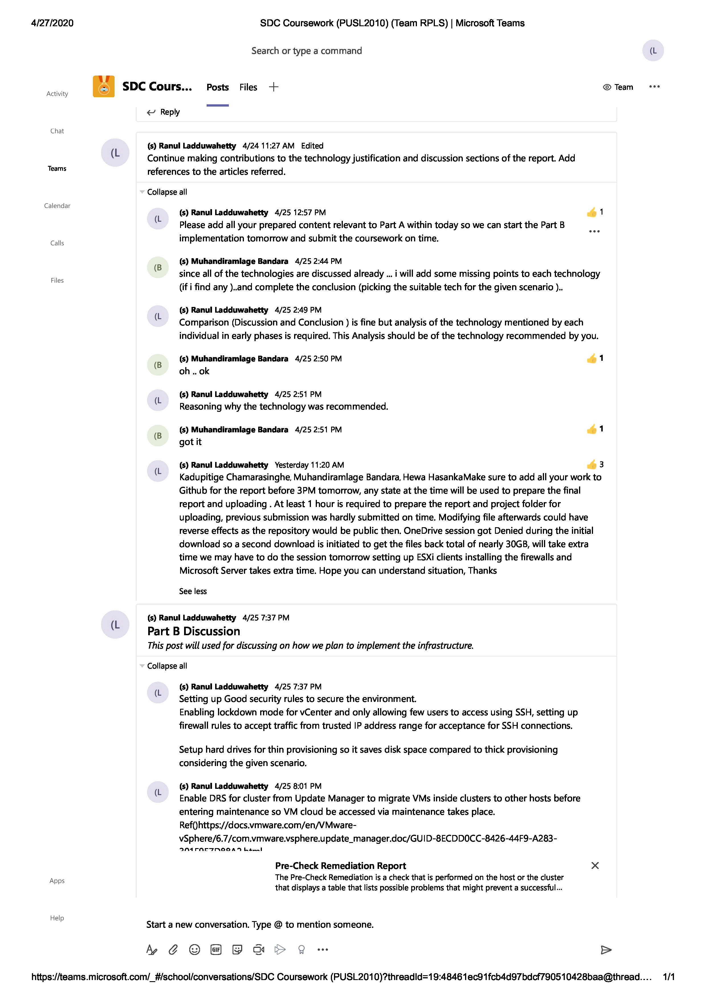 4/27/2020
SDC Coursework (PUSL2010) (Team RPLS) | Microsoft Teams
Search or type a command
(L
SDC Cours...
Posts
Files
Team
Activity
Chat
Teams
Calendar
Calls
Files
Reply
(L
(s) Ranul Ladduwahetty 4/24 11:27 AM Edited
Continue making contributions to the technology justification and discussion sections of the report. Add
references to the articles referred.
Collapse all
(L
(s) Ranul Ladduwahetty 4/25 12:57 PM
1
Please add all your prepared content relevant to Part A within today so we can start the Part B
implementation tomorrow and submit the coursework on time.
(B
(s) Muhandiramlage Bandara 4/25 2:44 PM
since all of the technologies are discussed already ... i will add some missing points to each technology
(if i find any )..and complete the conclusion (picking the suitable tech for the given scenario )..
(L
(s) Ranul Ladduwahetty 4/25 2:49 PM
Comparison (Discussion and Conclusion ) is fine but analysis of the technology mentioned by each
individual in early phases is required. This Analysis should be of the technology recommended by you.
(B
(s) Muhandiramlage Bandara 4/25 2:50 PM
1
oh .. ok
(L
(s) Ranul Ladduwahetty 4/25 2:51 PM
Reasoning why the technology was recommended.
(B
(s) Muhandiramlage Bandara 4/25 2:51 PM
1
got it
(L
(s) Ranul Ladduwahetty Yesterday 11:20 AM
3
Kadupitige Chamarasinghe, Muhandiramlage Bandara, Hewa HasankaMake sure to add all your work to
Github for the report before 3PM tomorrow, any state at the time will be used to prepare the final
report and uploading . At least 1 hour is required to prepare the report and project folder for
uploading, previous submission was hardly submitted on time. Modifying file afterwards could have
reverse effects as the repository would be public then. OneDrive session got Denied during the initial
download so a second download is initiated to get the files back total of nearly 30GB, will take extra
time we may have to do the session tomorrow setting up ESXi clients installing the firewalls and
Microsoft Server takes extra time. Hope you can understand situation, Thanks
See less
(L
(s) Ranul Ladduwahetty 4/25 7:37 PM
Part B Discussion
This post will used for discussing on how we plan to implement the infrastructure.
Collapse all
(L
(s) Ranul Ladduwahetty 4/25 7:37 PM
Setting up Good security rules to secure the environment.
Enabling lockdown mode for vCenter and only allowing few users to access using SSH, setting up
firewall rules to accept traffic from trusted IP address range for acceptance for SSH connections.
Setup hard drives for thin provisioning so it saves disk space compared to thick provisioning
considering the given scenario.
(L
(s) Ranul Ladduwahetty 4/25 8:01 PM
Enable DRS for cluster from Update Manager to migrate VMs inside clusters to other hosts before
entering maintenance so VM cloud be accessed via maintenance takes place.
Ref()https://docs.vmware.com/en/VMware-
vSphere/6.7/com.vmware.vsphere.update_manager.doc/GUID-8ECDD0CC-8426-44F9-A283-
Pre-Check Remediation Report
The Pre-Check Remediation is a check that is performed on the host or the cluster
that displays a table that lists possible problems that might prevent a successful...
Apps
Help
Start a new conversation. Type @ to mention someone.
GIF
https://teams.microsoft.com/_#/school/conversations/SDC Coursework (PUSL2010)?threadId=19:48461ec91fcb4d97bdcf790510428baa@thread.... 1/1